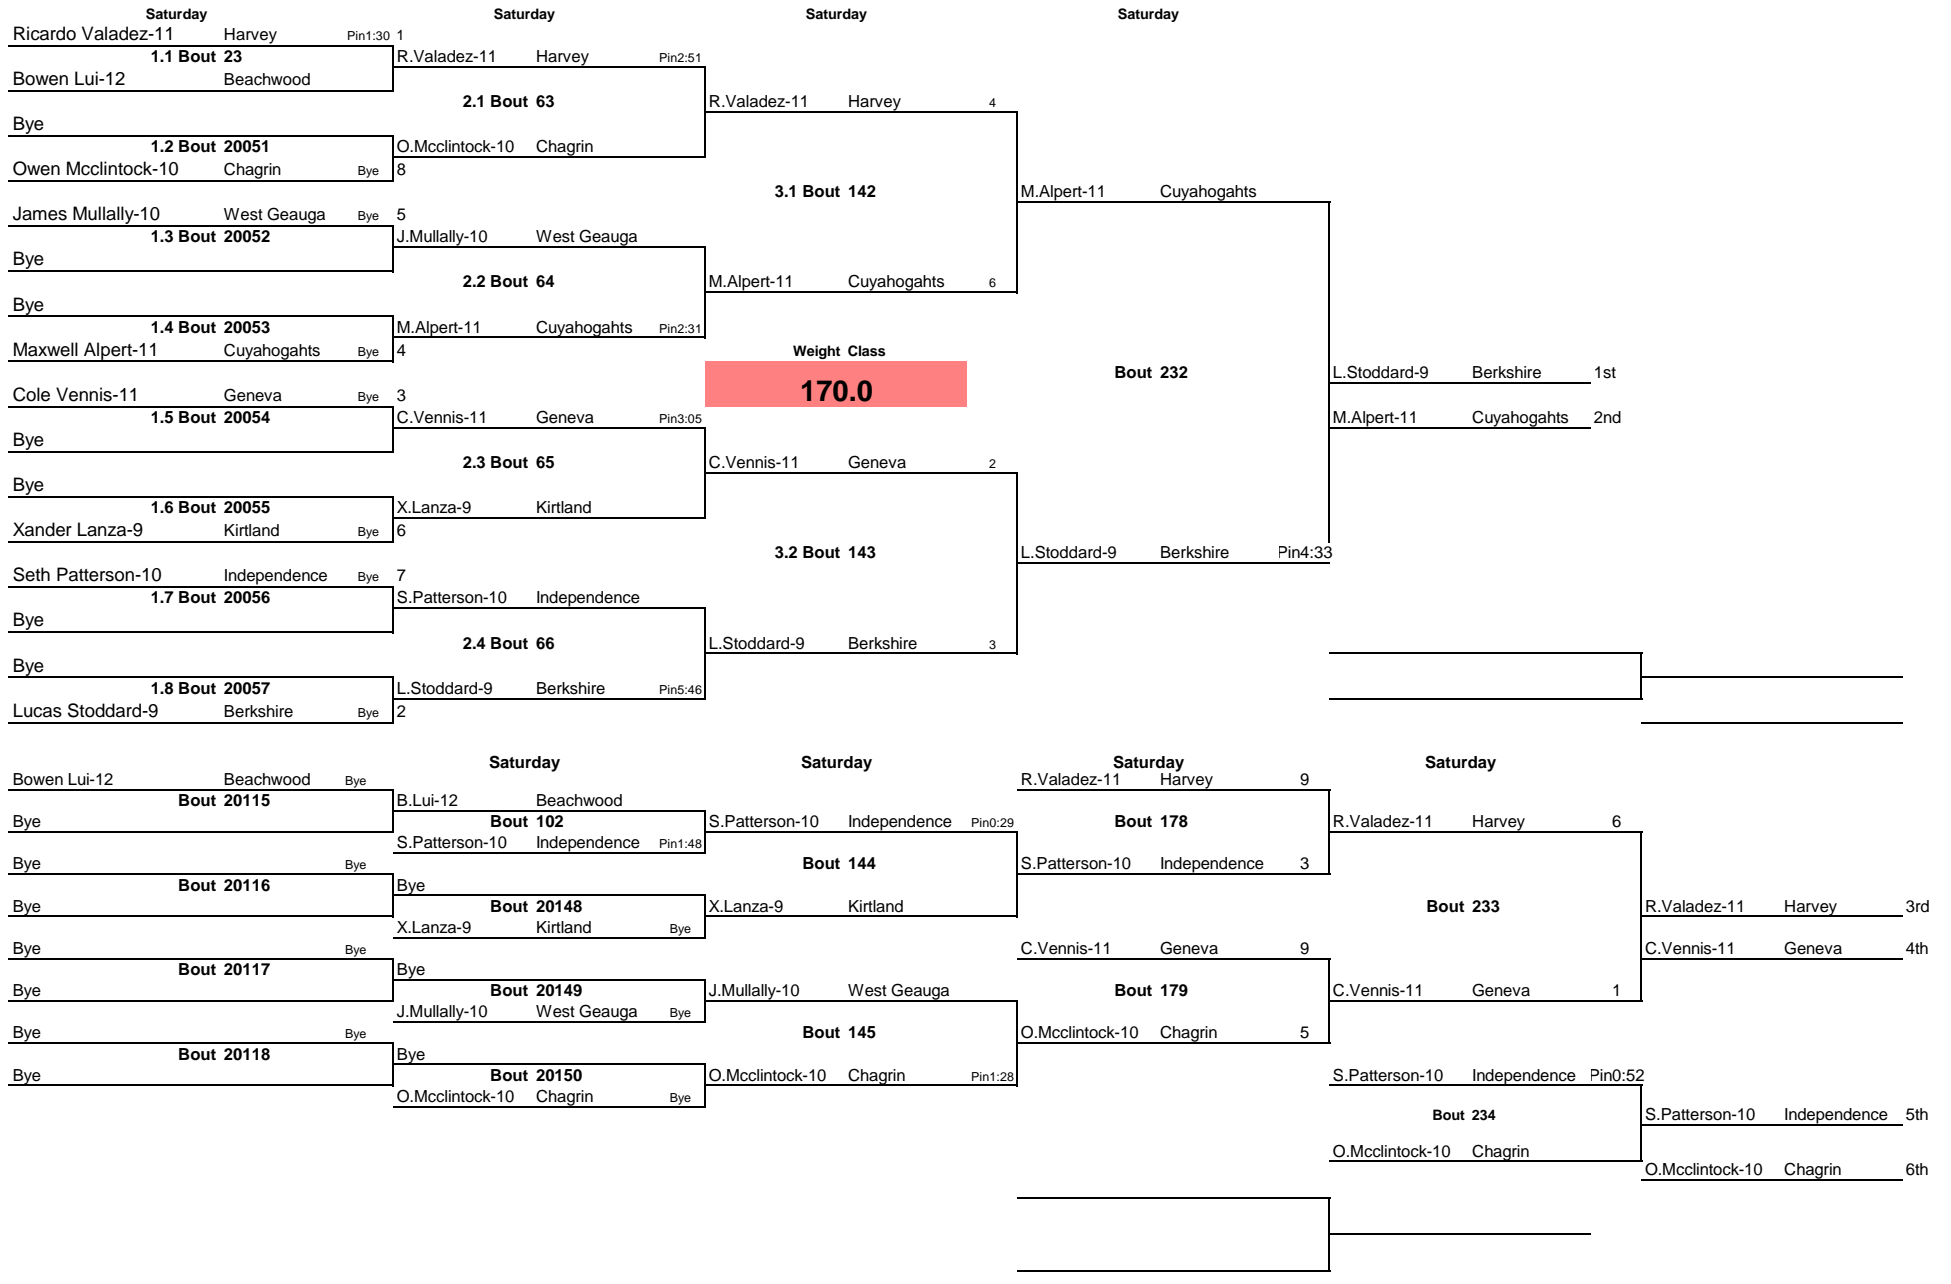 Saturday Saturday Saturday Saturday
Ricardo Valadez-11 Harvey Pin1:30 1
1.1 Bout 23 R.Valadez-11 Harvey Pin2:51
Bowen Lui-12 Beachwood
2.1 Bout 63 R.Valadez-11 Harvey 4
Bye
1.2 Bout 20051 O.Mcclintock-10 Chagrin
Owen Mcclintock-10 Chagrin Bye 8
3.1 Bout 142 M.Alpert-11 Cuyahogahts
James Mullally-10 West Geauga Bye 5
1.3 Bout 20052 J.Mullally-10 West Geauga
Bye
2.2 Bout 64 M.Alpert-11 Cuyahogahts 6
Bye
1.4 Bout 20053 M.Alpert-11 Cuyahogahts Pin2:31
Maxwell Alpert-11 Cuyahogahts Bye 4 Weight Class
Bout 232 L.Stoddard-9 Berkshire 1st
Cole Vennis-11 Geneva Bye 3 170.0
1.5 Bout 20054 C.Vennis-11 Geneva Pin3:05 M.Alpert-11 Cuyahogahts 2nd
Bye
2.3 Bout 65 C.Vennis-11 Geneva 2
Bye
1.6 Bout 20055 X.Lanza-9 Kirtland
Xander Lanza-9 Kirtland Bye 6
3.2 Bout 143 L.Stoddard-9 Berkshire Pin4:33
Seth Patterson-10 Independence Bye 7
1.7 Bout 20056 S.Patterson-10 Independence
Bye
2.4 Bout 66 L.Stoddard-9 Berkshire 3
Bye
1.8 Bout 20057 L.Stoddard-9 Berkshire Pin5:46
Lucas Stoddard-9 Berkshire Bye 2
Saturday Saturday Saturday Saturday
Bowen Lui-12 Beachwood Bye R.Valadez-11 Harvey 9
Bout 20115 B.Lui-12 Beachwood
Bye Bout 102 S.Patterson-10 Independence Pin0:29 Bout 178 R.Valadez-11 Harvey 6
S.Patterson-10 Independence Pin1:48
Bye Bye Bout 144 S.Patterson-10 Independence 3
Bout 20116 Bye
Bye Bout 20148 X.Lanza-9 Kirtland Bout 233 R.Valadez-11 Harvey 3rd
X.Lanza-9 Kirtland Bye
Bye Bye C.Vennis-11 Geneva 9 C.Vennis-11 Geneva 4th
Bout 20117 Bye
Bye Bout 20149 J.Mullally-10 West Geauga Bout 179 C.Vennis-11 Geneva 1
J.Mullally-10 West Geauga Bye
Bye Bye Bout 145 O.Mcclintock-10 Chagrin 5
Bout 20118 Bye
Bye Bout 20150 O.Mcclintock-10 Chagrin Pin1:28 S.Patterson-10 Independence Pin0:52
O.Mcclintock-10 Chagrin Bye
Bout 234 S.Patterson-10 Independence 5th
O.Mcclintock-10 Chagrin
O.Mcclintock-10 Chagrin 6th